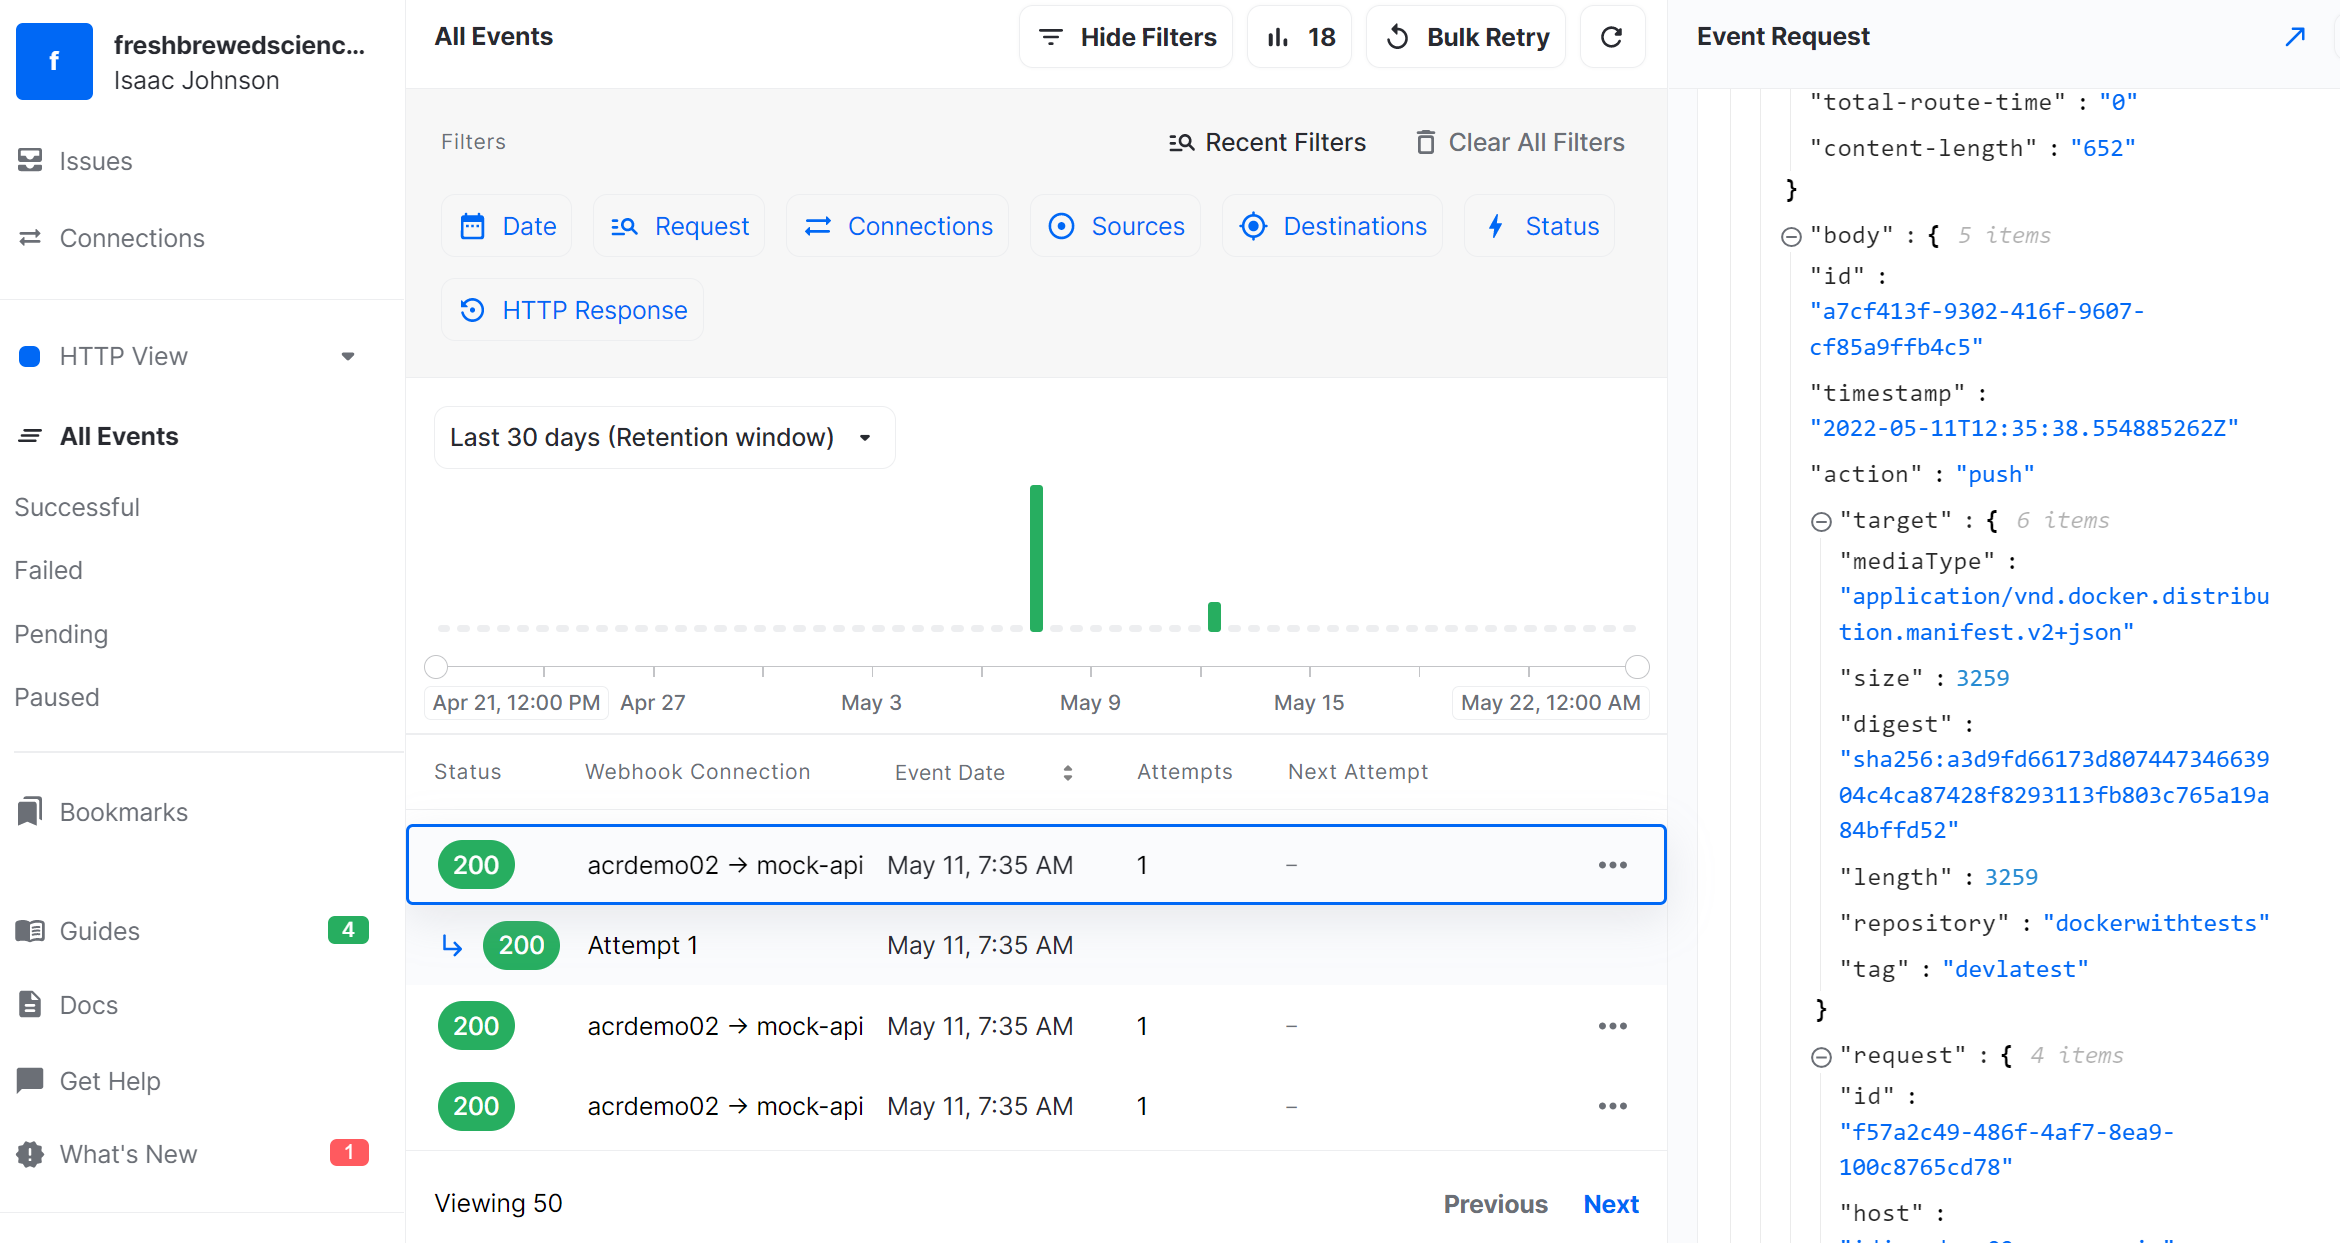 f
freshbrewedscienc...
Isaac Johnson
Issues
Connections
HTTP View
All Events
Successful
Failed
Pending
Paused
Bookmarks
Guides 4
Docs
Get Help
What's New 1
All Events
Hide Filters
18
Bulk Retry
Filters
Recent Filters
Clear All Filters
Date
Request
Connections
Sources
Destinations
Status
HTTP Response
Last 30 days (Retention window)
Apr 21, 12:00 PM Apr 27 May 3 May 9 May 15 May 22, 12:00 AM
Status Webhook Connection Event Date Attempts Next Attempt
200 acrdemo02 → mock-api May 11, 7:35 AM 1 –
200 Attempt 1 May 11, 7:35 AM
200 acrdemo02 → mock-api May 11, 7:35 AM 1 –
200 acrdemo02 → mock-api May 11, 7:35 AM 1 –
Viewing 50
Previous Next
Event Request
"total-route-time" : "0"
"content-length" : "652"
}
"body" : { 5 items
"id" :
"a7cf413f-9302-416f-9607-
cf85a9ffb4c5"
"timestamp" :
"2022-05-11T12:35:38.554885262Z"
"action" : "push"
"target" : { 6 items
"mediaType" :
"application/vnd.docker.distribu
tion.manifest.v2+json"
"size" : 3259
"digest" :
"sha256:a3d9fd66173d807447346639
04c4ca87428f8293113fb803c765a19a
84bffd52"
"length" : 3259
"repository" : "dockerwithtests"
"tag" : "devlatest"
}
"request" : { 4 items
"id" :
"f57a2c49-486f-4af7-8ea9-
100c8765cd78"
"host" :